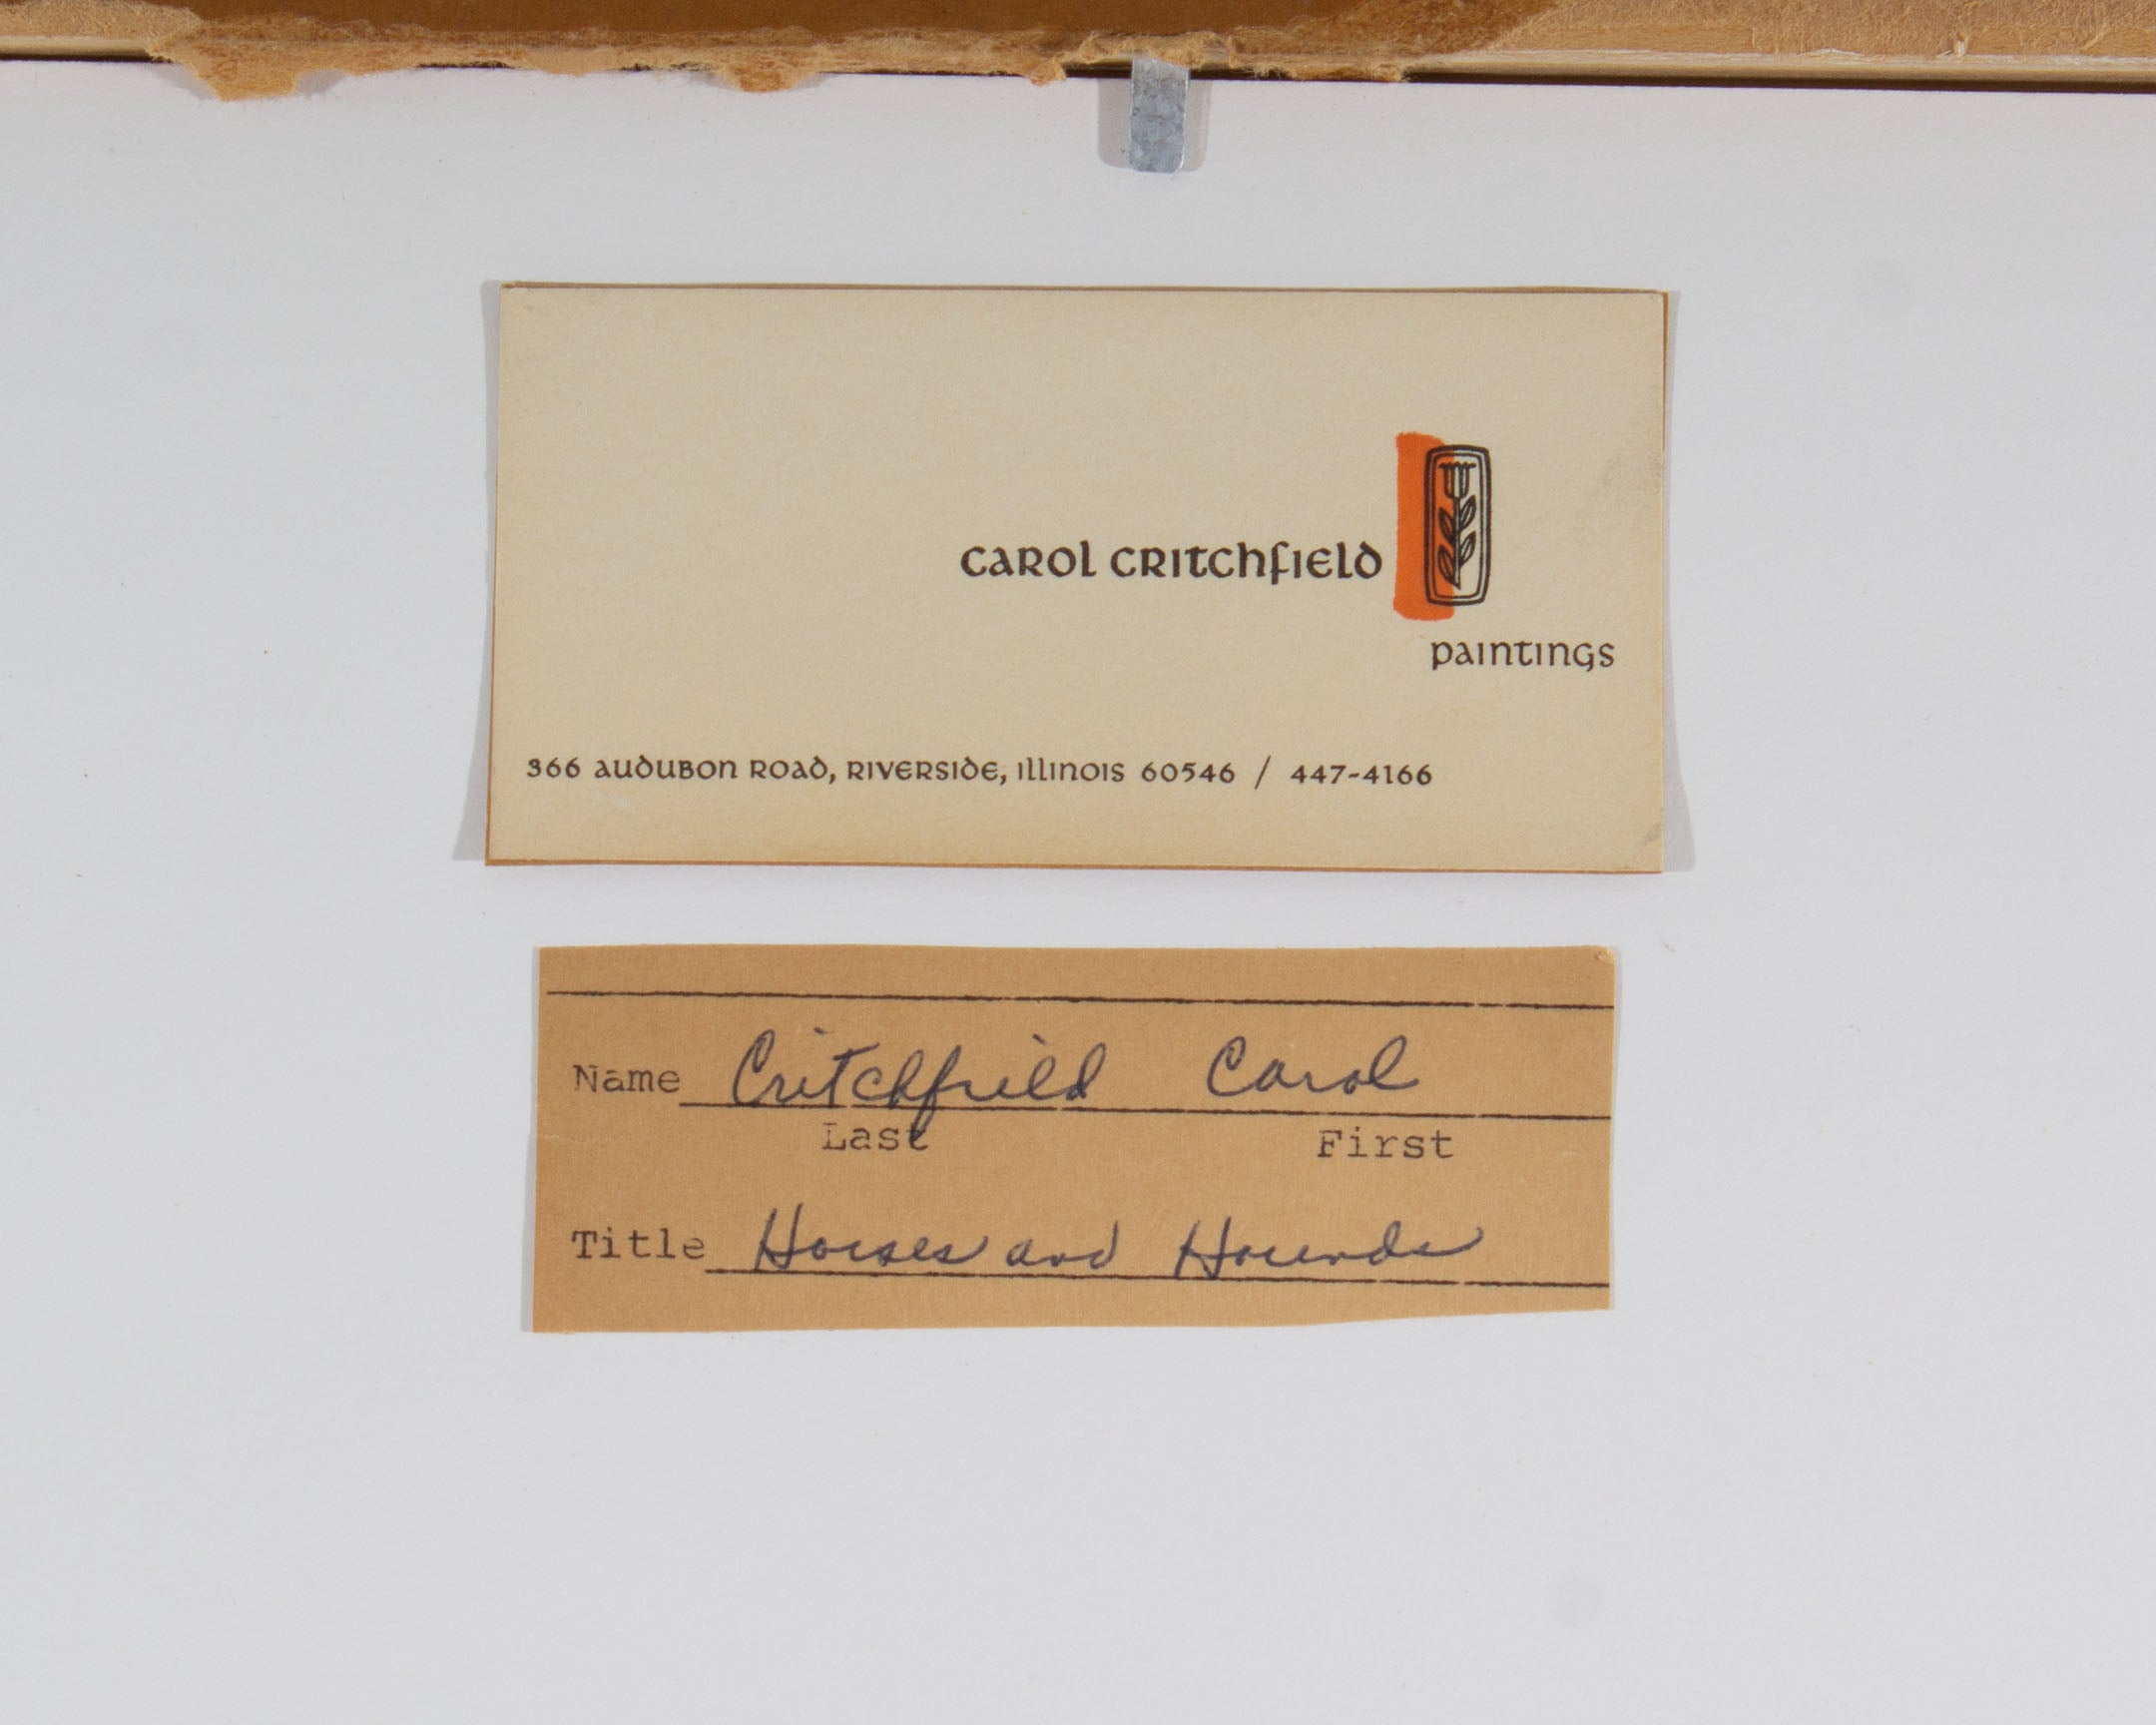 CAROL CRITCHFIELD
PAINTINGS
366 AUDUBON ROAD, RIVERSIDE, ILLINOIS 60546 / 447-4166
Name Critchfield Carol
Last First
Title Horses and Hounds